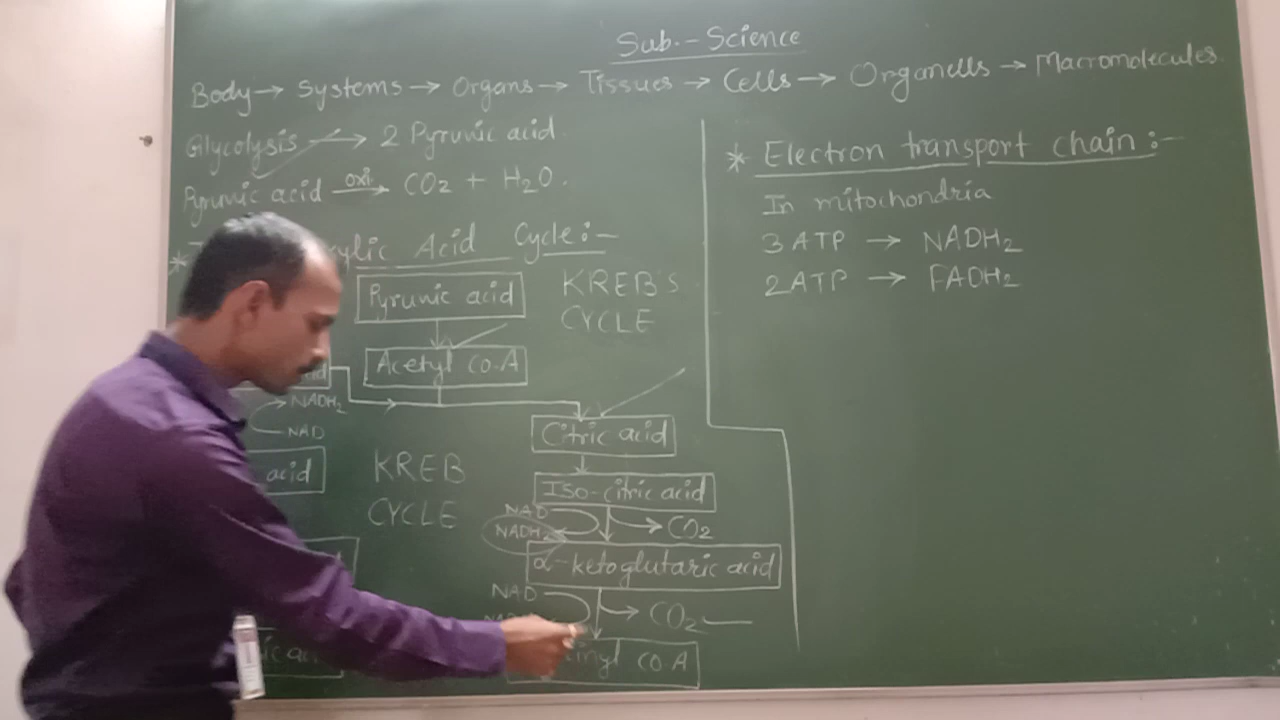 Sub.- Science
Body → Systems → Organs → Tissues → Cells → Organells → Macromolecules
Glycolysis → 2 Pyruvic acid
Pyruvic acid oxi. → CO2 + H2O.
Acid Cycle:-
Pyruvic acid
KREB'S
CYCLE
Acetyl co.A
NADH2
NAD
acid
KREB
CYCLE
Citric acid
Iso-citric acid
NAD
NADH2
CO2
α-ketoglutaric acid
NAD
CO2
co A
* Electron transport chain:-
In mitochondria
3 ATP → NADH2
2ATP → FADH2